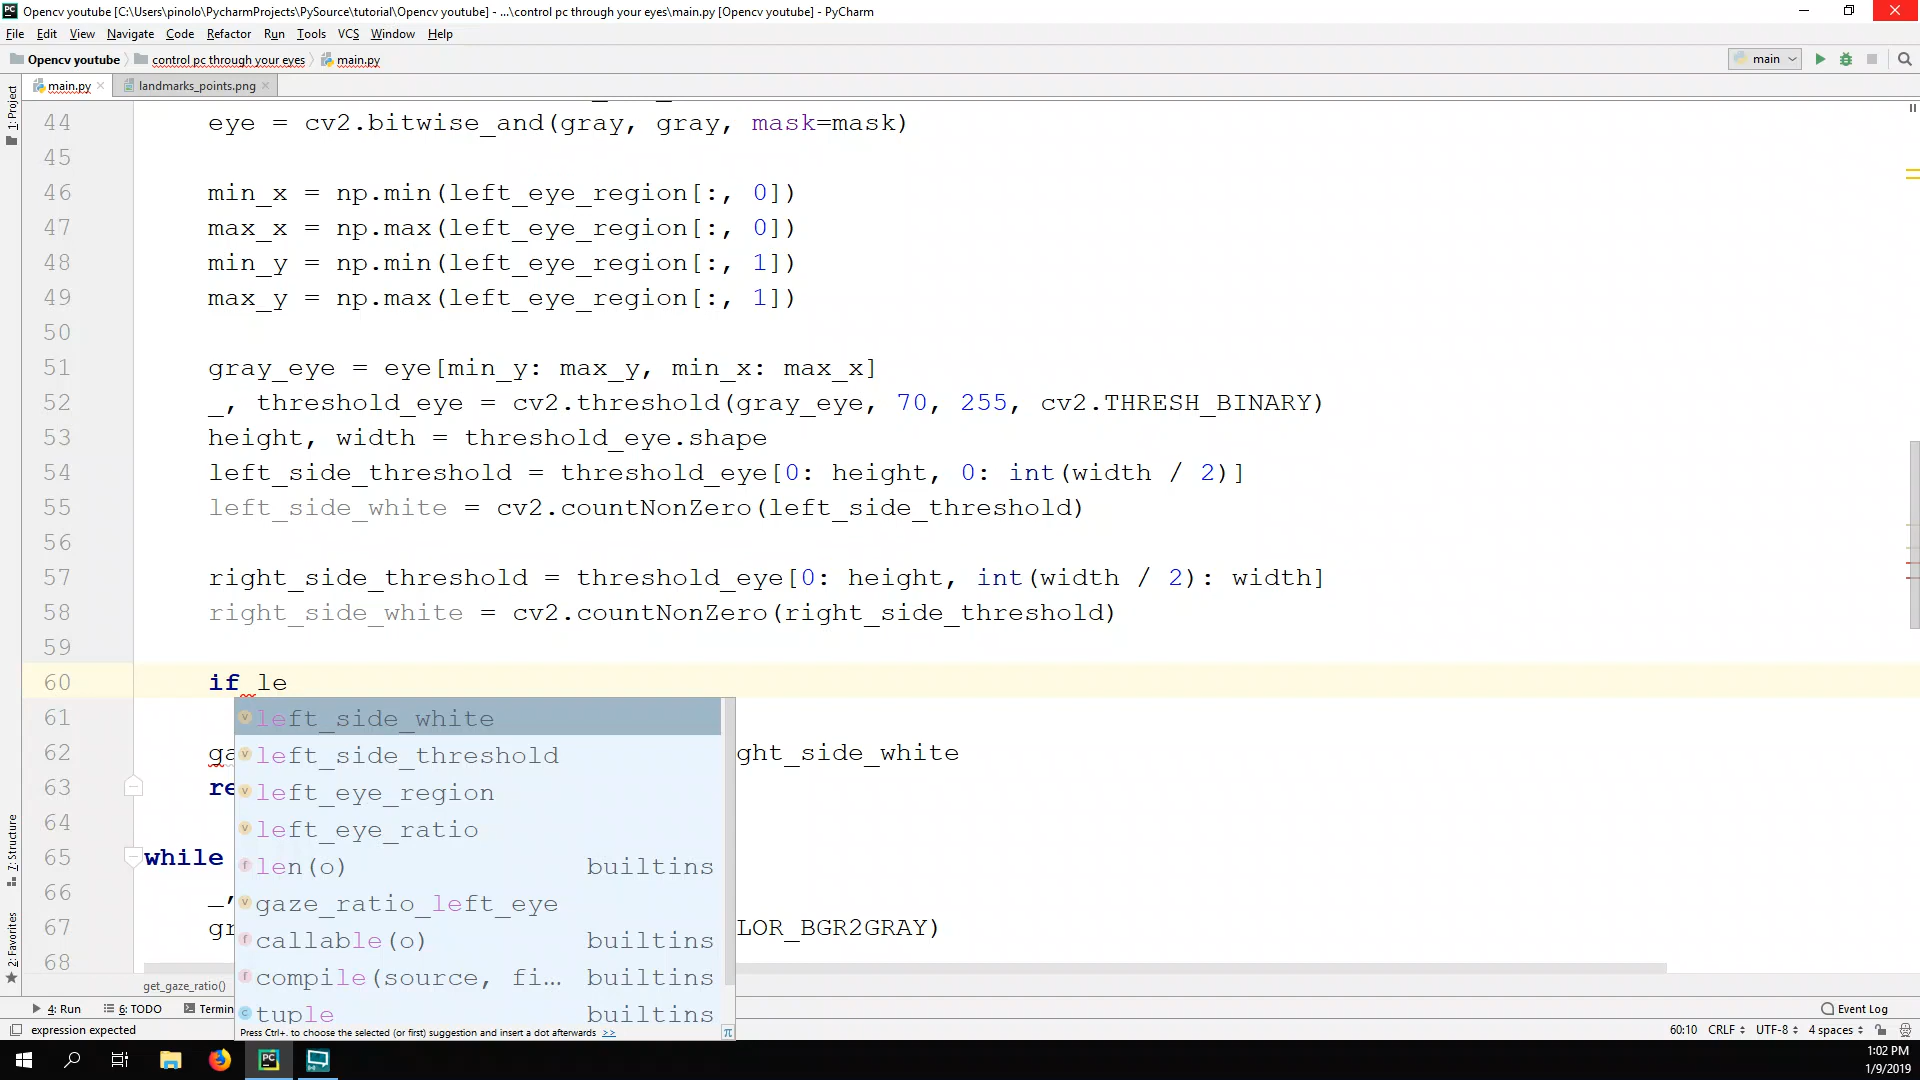 Opencv youtube [C:\Users\pinolo\PycharmProjects\PySource\tutorial\Opencv youtube] - ...\control pc through your eyes\main.py [Opencv youtube] - PyCharm
File Edit View Navigate Code Refactor Run Tools VCS Window Help
Opencv youtube control pc through your eyes main.py main
main.py landmarks_points.png
1: Project
44 eye = cv2.bitwise_and(gray, gray, mask=mask)
45
46 min_x = np.min(left_eye_region[:, 0])
47 max_x = np.max(left_eye_region[:, 0])
48 min_y = np.min(left_eye_region[:, 1])
49 max_y = np.max(left_eye_region[:, 1])
50
51 gray_eye = eye[min_y: max_y, min_x: max_x]
52 _, threshold_eye = cv2.threshold(gray_eye, 70, 255, cv2.THRESH_BINARY)
53 height, width = threshold_eye.shape
54 left_side_threshold = threshold_eye[0: height, 0: int(width / 2)]
55 left_side_white = cv2.countNonZero(left_side_threshold)
56
57 right_side_threshold = threshold_eye[0: height, int(width / 2): width]
58 right_side_white = cv2.countNonZero(right_side_threshold)
59
60 if le
61 left_side_white
left_side_threshold
62 ga ght_side_white
63 re left_eye_region
64 left_eye_ratio
65 while len(o) builtins
66 _, gaze_ratio_left_eye
67 gr LOR_BGR2GRAY)
callable(o) builtins
68 compile(source, fi... builtins
tuple builtins
Press Ctrl+. to choose the selected (or first) suggestion and insert a dot afterwards >> π
7: Structure
2: Favorites
get_gaze_ratio()
4: Run 6: TODO Termin Event Log
expression expected 60:10 CRLF UTF-8 4 spaces
1:02 PM
1/9/2019